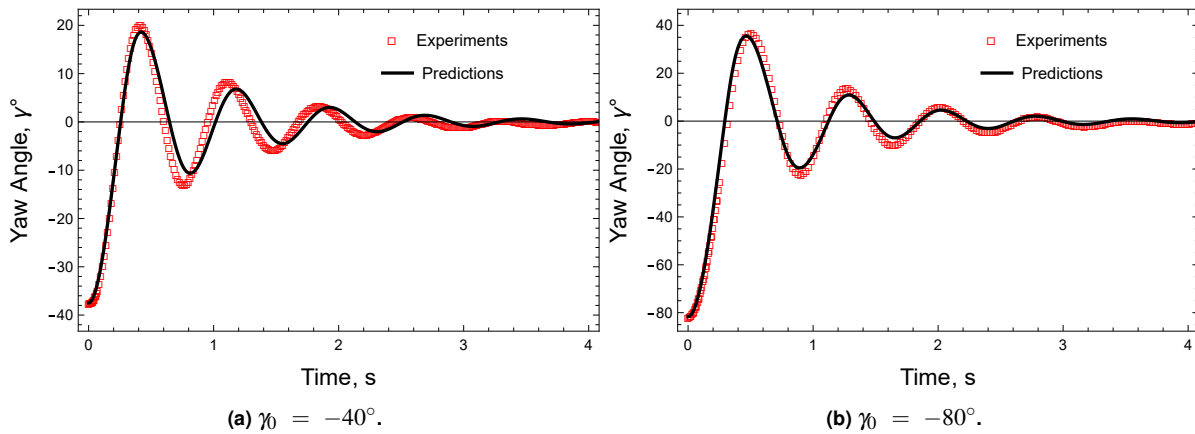 20
10
0
−10
−20
−30
−40
Yaw Angle, γ°
Experiments
Predictions
0
1
2
3
4
Time, s
(a) γ0 = −40°.
40
20
0
−20
−40
−60
−80
Yaw Angle, γ°
Experiments
Predictions
0
1
2
3
4
Time, s
(b) γ0 = −80°.